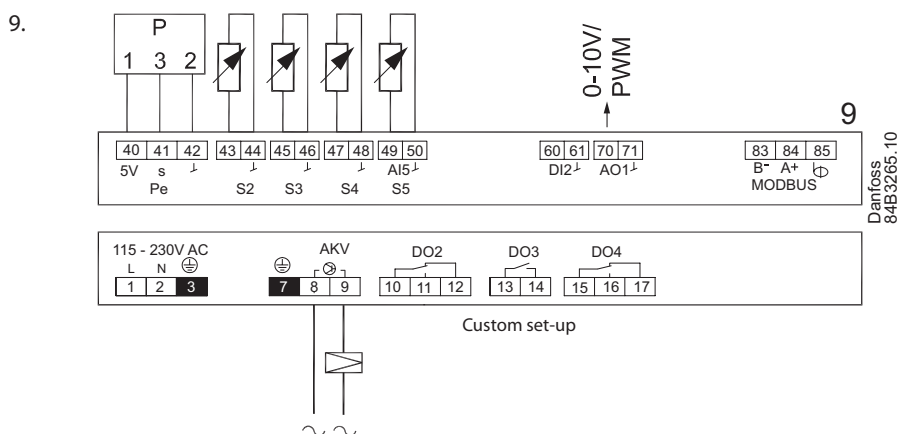 9.
P
1 3 2
0-10V/
PWM
9
40 41 42 43 44 45 46 47 48 49 50 60 61 70 71 83 84 85
5V s AI5 DI2 AO1 B- A+
Pe S2 S3 S4 S5 MODBUS
Danfoss
84B3265.10
115 - 230V AC AKV DO2 DO3 DO4
L N
1 2 3 7 8 9 10 11 12 13 14 15 16 17
Custom set-up